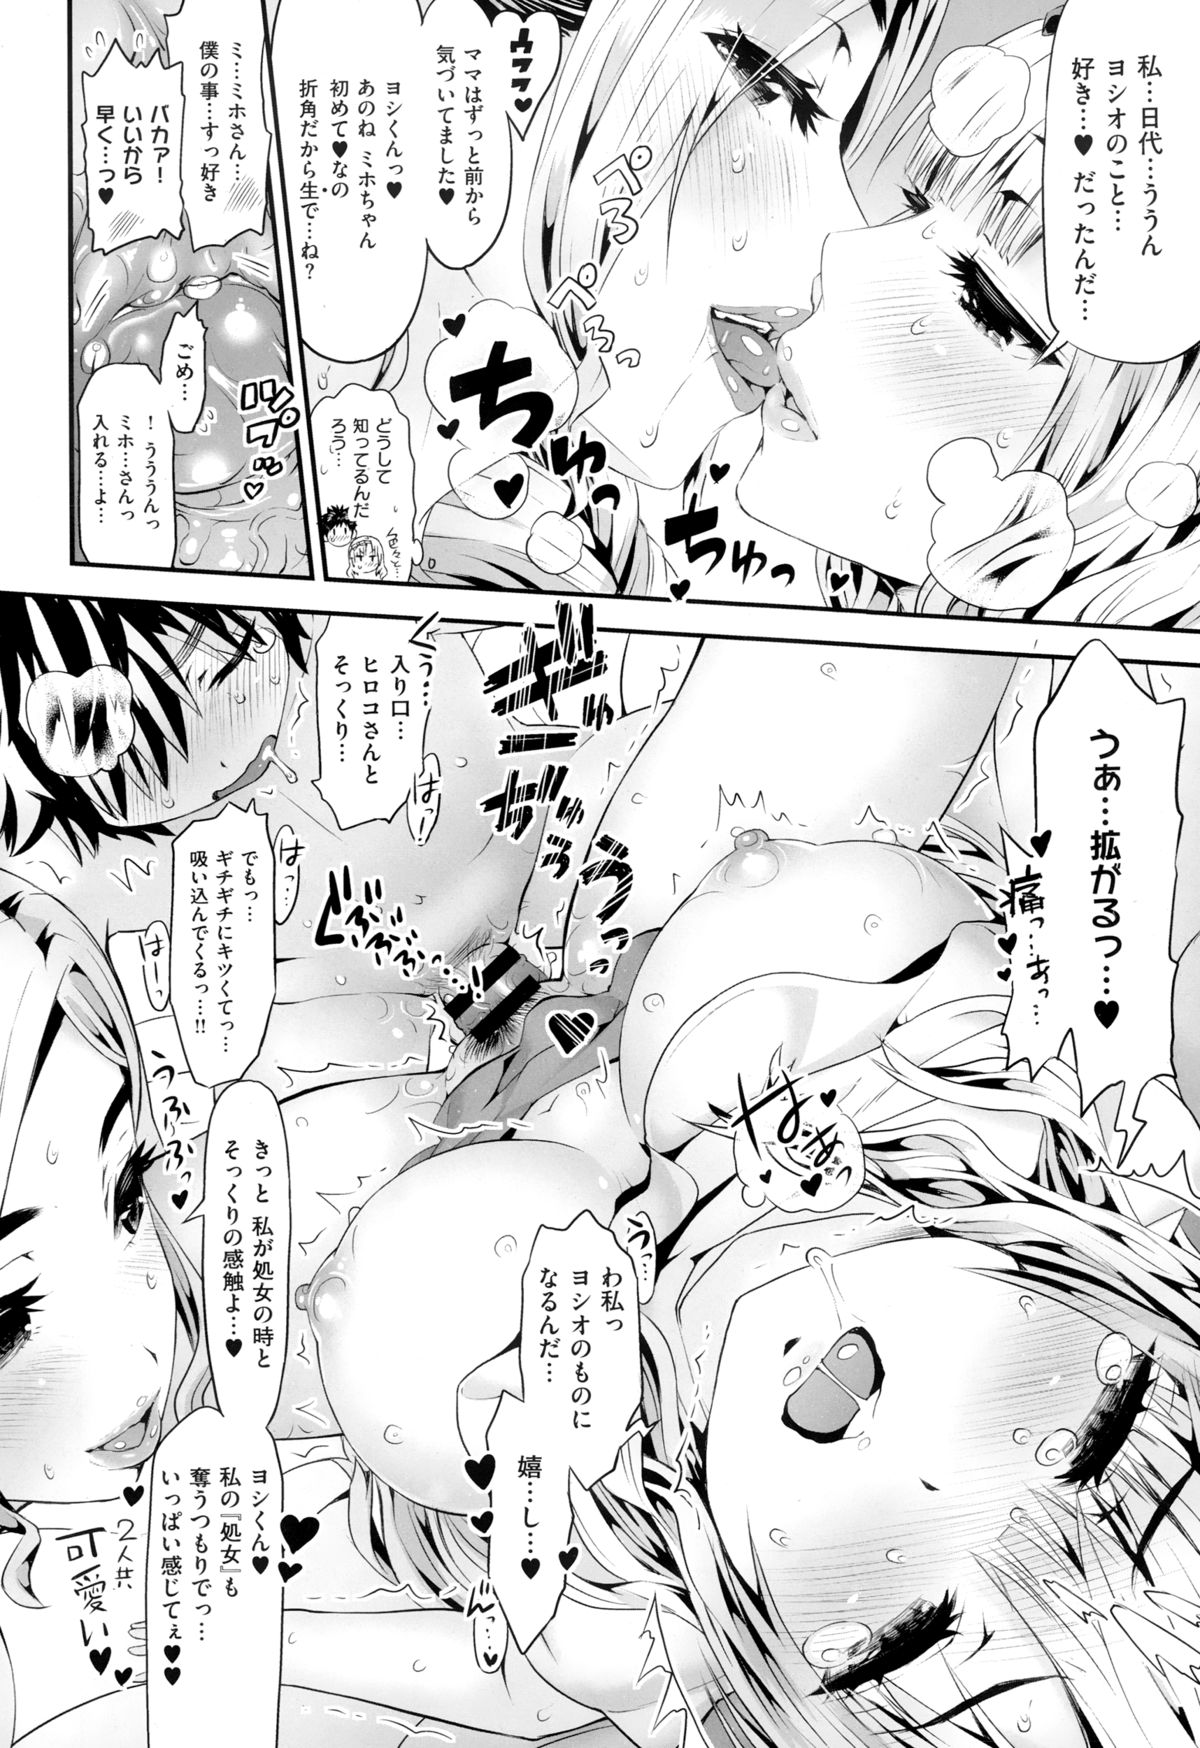 私…日代…ううん
ヨシオのこと…
好き…♥だったんだ…
ウフフ♥
ママはずっと前から
気づいてました♥
ヨシくんっ♥
あのね ミホちゃん
初めて♥なの
折角だから生で…ね？
ぺろ
ぺろっ
ちゅっ
ちゅっ
どうして
知ってるんだ
ろう…
ミ…ミホさん…
僕の事…すっ好き
バカァ！
いいから
早く…っ♥
ごめ…
ツプッ♥
！うううんっ
ミホ…さんっ
入れる…よ…
うぁ…拡がるっ…♥
痛っ…あっ…
う…
入り口…
ヒロコさんと
そっくり…
はっ！
でもっ…
ギチギチにキツくてっ…
吸い込んでくるっ…!!
はっ…
はーっ
ずぶぶぶ…!!
うふふっ♥
きっと 私が処女の時と
そっくりの感触よ…♥
わ私っ
ヨシオのものに
なるんだ…
嬉…し…♥
ヨシくん♥
私の『処女』も
奪うつもりでっ…
いっぱい感じてぇ♥♥
2人共
可愛い♥
んっ…♥